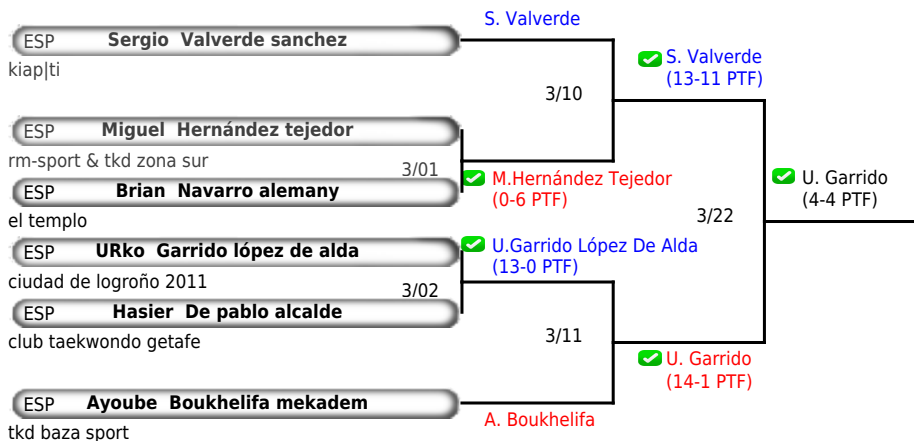 S. Valverde
ESP Sergio Valverde sanchez
kiap|ti
S. Valverde
(13-11 PTF)
3/10
ESP Miguel Hernández tejedor
rm-sport & tkd zona sur
3/01
M.Hernández Tejedor
(0-6 PTF)
ESP Brian Navarro alemany
el templo
U. Garrido
(4-4 PTF)
3/22
ESP URko Garrido lópez de alda
ciudad de logroño 2011
U.Garrido López De Alda
(13-0 PTF)
3/02
ESP Hasier De pablo alcalde
club taekwondo getafe
3/11
U. Garrido
(14-1 PTF)
ESP Ayoube Boukhelifa mekadem
tkd baza sport
A. Boukhelifa